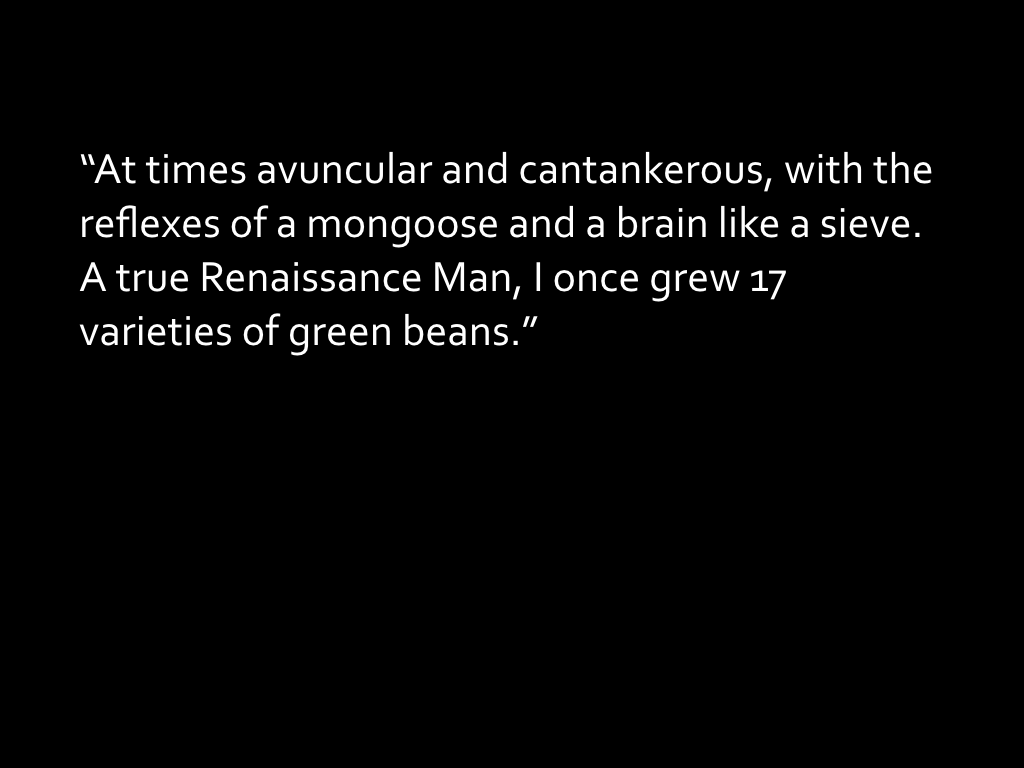 “At times avuncular and cantankerous, with the
reflexes of a mongoose and a brain like a sieve.
A true Renaissance Man, I once grew 17
varieties of green beans.”